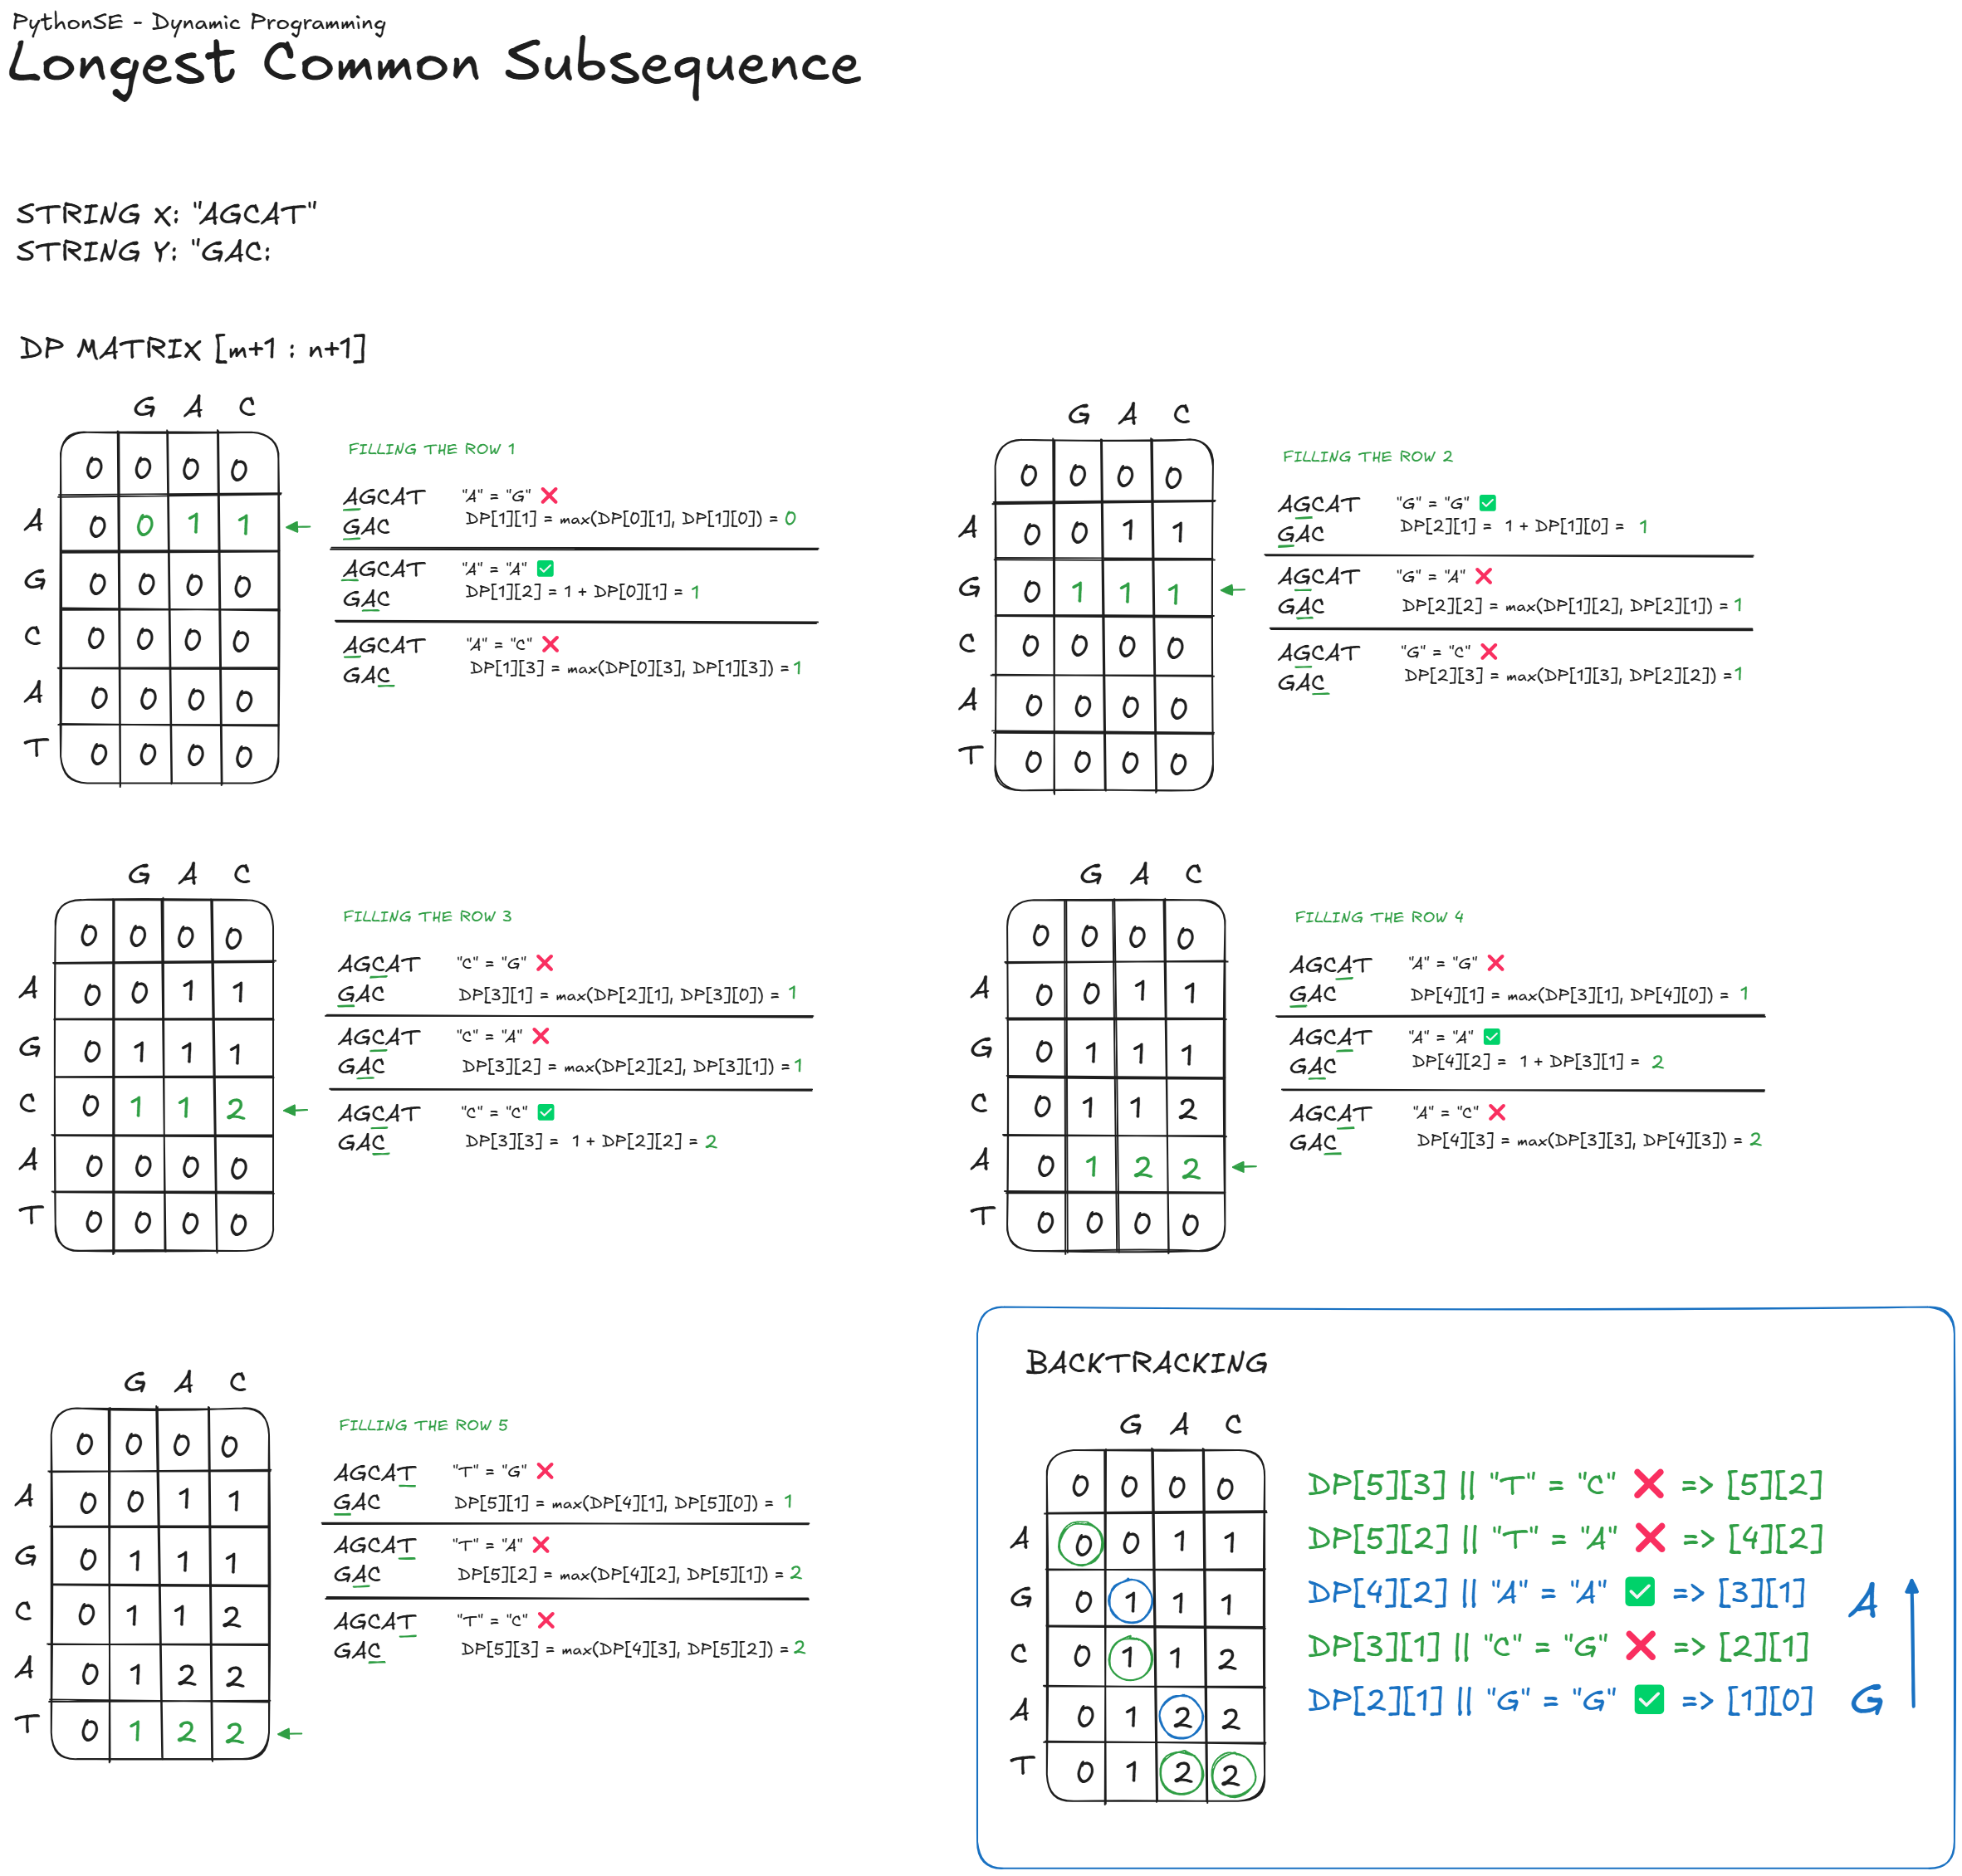 PythonSE - Dynamic Programming
Longest Common Subsequence
STRING X: "AGCAT"
STRING Y: "GAC:
DP MATRIX [m+1 : n+1]
G A C
0 0 0 0
A 0 0 1 1
G 0 0 0 0
C 0 0 0 0
A 0 0 0 0
T 0 0 0 0
FILLING THE ROW 1
AGCAT "A" = "G" ❌
GAC DP[1][1] = max(DP[0][1], DP[1][0]) = 0
AGCAT "A" = "A" ✅
GAC DP[1][2] = 1 + DP[0][1] = 1
AGCAT "A" = "C" ❌
GAC DP[1][3] = max(DP[0][3], DP[1][3]) = 1
G A C
0 0 0 0
A 0 0 1 1
G 0 1 1 1
C 0 0 0 0
A 0 0 0 0
T 0 0 0 0
FILLING THE ROW 2
AGCAT "G" = "G" ✅
GAC DP[2][1] = 1 + DP[1][0] = 1
AGCAT "G" = "A" ❌
GAC DP[2][2] = max(DP[1][2], DP[2][1]) = 1
AGCAT "G" = "C" ❌
GAC DP[2][3] = max(DP[1][3], DP[2][2]) = 1
G A C
0 0 0 0
A 0 0 1 1
G 0 1 1 1
C 0 1 1 2
A 0 0 0 0
T 0 0 0 0
FILLING THE ROW 3
AGCAT "C" = "G" ❌
GAC DP[3][1] = max(DP[2][1], DP[3][0]) = 1
AGCAT "C" = "A" ❌
GAC DP[3][2] = max(DP[2][2], DP[3][1]) = 1
AGCAT "C" = "C" ✅
GAC DP[3][3] = 1 + DP[2][2] = 2
G A C
0 0 0 0
A 0 0 1 1
G 0 1 1 1
C 0 1 1 2
A 0 1 2 2
T 0 0 0 0
FILLING THE ROW 4
AGCAT "A" = "G" ❌
GAC DP[4][1] = max(DP[3][1], DP[4][0]) = 1
AGCAT "A" = "A" ✅
GAC DP[4][2] = 1 + DP[3][1] = 2
AGCAT "A" = "C" ❌
GAC DP[4][3] = max(DP[3][3], DP[4][3]) = 2
G A C
0 0 0 0
A 0 0 1 1
G 0 1 1 1
C 0 1 1 2
A 0 1 2 2
T 0 1 2 2
FILLING THE ROW 5
AGCAT "T" = "G" ❌
GAC DP[5][1] = max(DP[4][1], DP[5][0]) = 1
AGCAT "T" = "A" ❌
GAC DP[5][2] = max(DP[4][2], DP[5][1]) = 2
AGCAT "T" = "C" ❌
GAC DP[5][3] = max(DP[4][3], DP[5][2]) = 2
BACKTRACKING
G A C
0 0 0 0
A 0 0 1 1
G 0 1 1 1
C 0 1 1 2
A 0 1 2 2
T 0 1 2 2
DP[5][3] || "T" = "C" ❌ => [5][2]
DP[5][2] || "T" = "A" ❌ => [4][2]
DP[4][2] || "A" = "A" ✅ => [3][1] A
DP[3][1] || "C" = "G" ❌ => [2][1]
DP[2][1] || "G" = "G" ✅ => [1][0] G